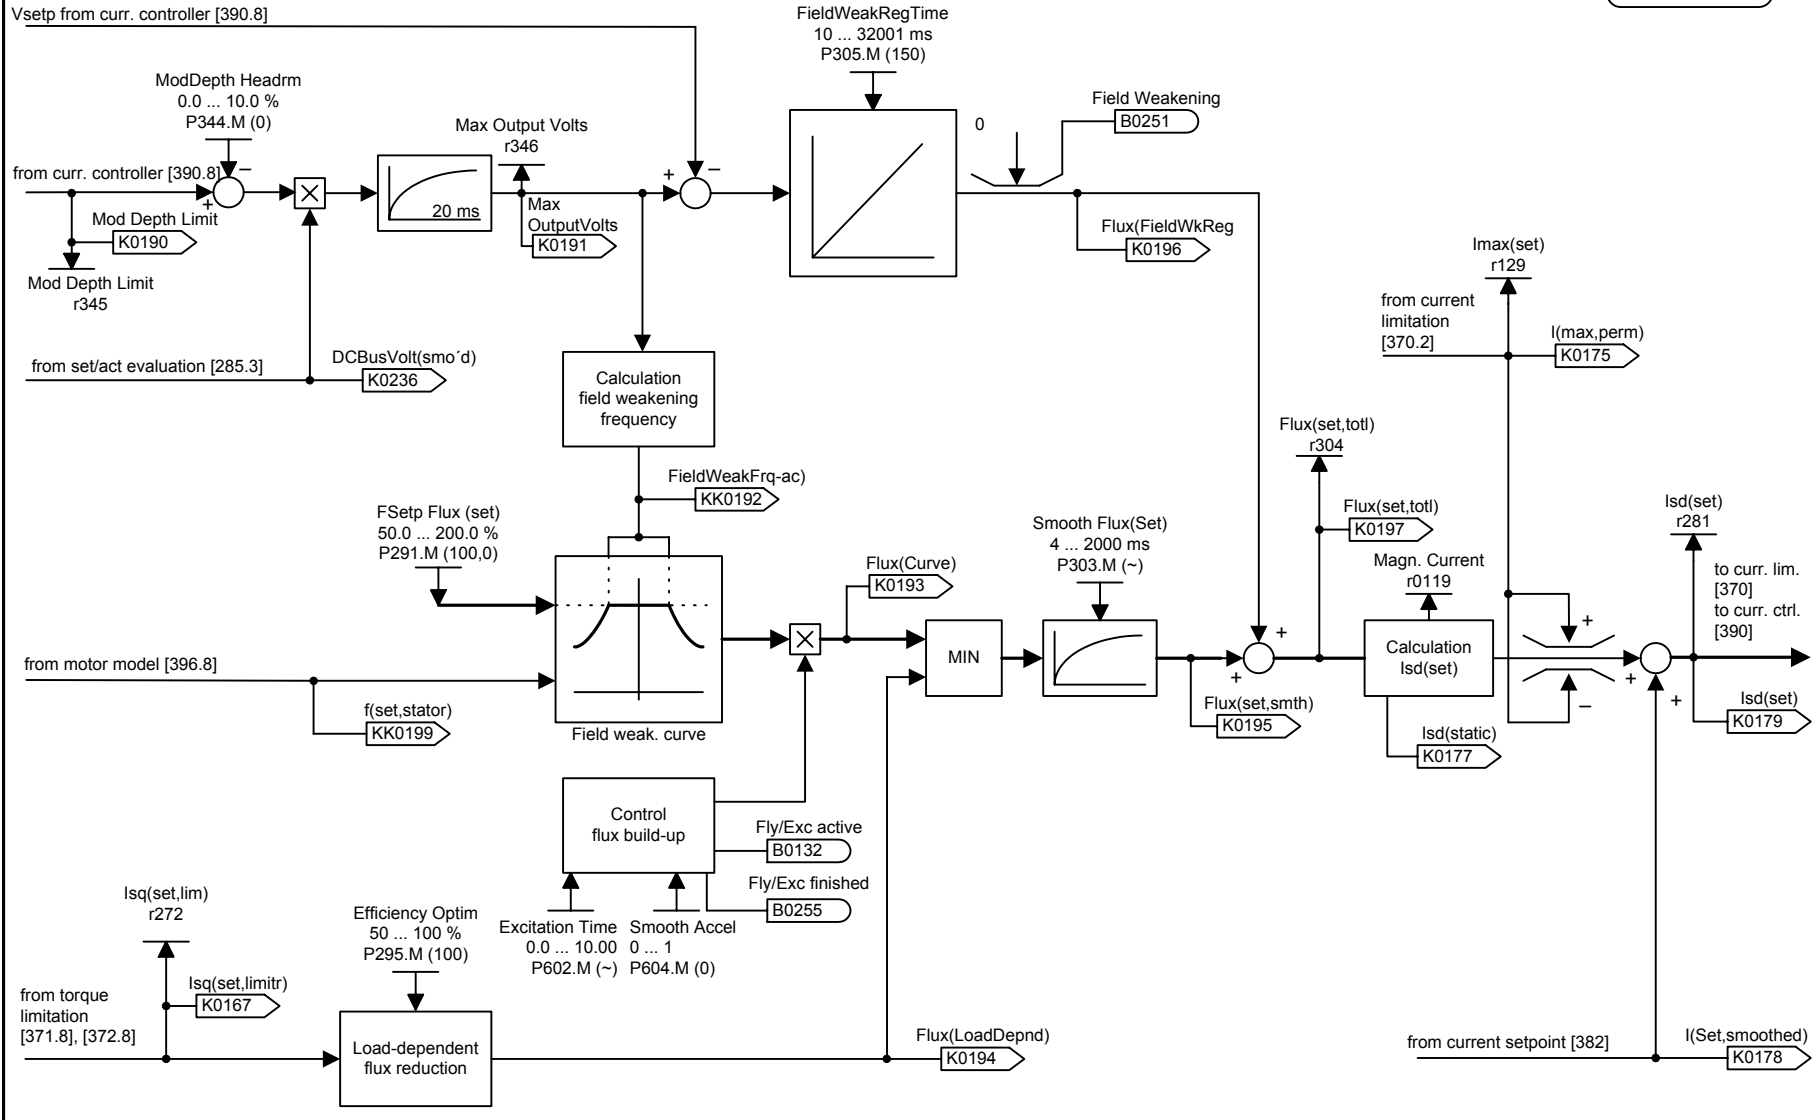 Vsetp from curr. controller [390.8]
FieldWeakRegTime
10 ... 32001 ms
P305.M (150)
ModDepth Headrm
0.0 ... 10.0 %
P344.M (0)
Max Output Volts
r346
Field Weakening
B0251
0
from curr. controller [390.8]
–
+
×
20 ms
+
–
Mod Depth Limit
K0190
Max
OutputVolts
K0191
Flux(FieldWkReg
K0196
Mod Depth Limit
r345
Imax(set)
r129
from current
limitation
[370.2]
I(max,perm)
K0175
from set/act evaluation [285.3]
DCBusVolt(smo´d)
K0236
Calculation
field weakening
frequency
Flux(set,totl)
r304
FieldWeakFrq-ac)
KK0192
FSetp Flux (set)
50.0 ... 200.0 %
P291.M (100,0)
Smooth Flux(Set)
4 ... 2000 ms
P303.M (~)
Flux(set,totl)
K0197
Isd(set)
r281
Flux(Curve)
K0193
Magn. Current
r0119
to curr. lim.
[370]
to curr. ctrl.
[390]
from motor model [396.8]
×
MIN
+
+
Calculation
Isd(set)
+
–
+
+
f(set,stator)
KK0199
Field weak. curve
Flux(set,smth)
K0195
Isd(static)
K0177
Isd(set)
K0179
Control
flux build-up
Fly/Exc active
B0132
Fly/Exc finished
B0255
Excitation Time
0.0 ... 10.00
P602.M (~)
Smooth Accel
0 ... 1
P604.M (0)
Isq(set,lim)
r272
Efficiency Optim
50 ... 100 %
P295.M (100)
Isq(set,limitr)
K0167
from torque
limitation
[371.8], [372.8]
Load-dependent
flux reduction
Flux(LoadDepnd)
K0194
from current setpoint [382]
I(Set,smoothed)
K0178